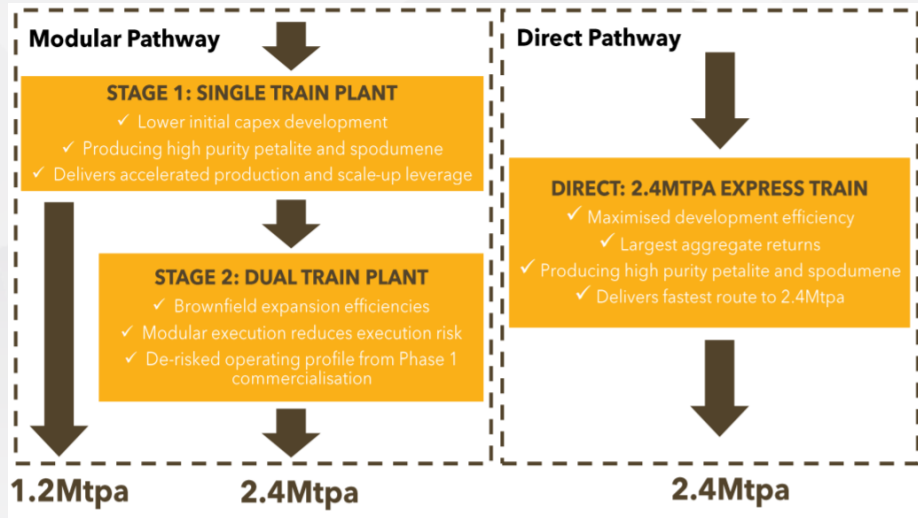 Modular Pathway
STAGE 1: SINGLE TRAIN PLANT
✓ Lower initial capex development
✓ Producing high purity petalite and spodumene
✓ Delivers accelerated production and scale-up leverage
STAGE 2: DUAL TRAIN PLANT
✓ Brownfield expansion efficiencies
✓ Modular execution reduces execution risk
✓ De-risked operating profile from Phase 1
commercialisation
1.2Mtpa
2.4Mtpa
Direct Pathway
DIRECT: 2.4MTPA EXPRESS TRAIN
✓ Maximised development efficiency
✓ Largest aggregate returns
✓ Producing high purity petalite and spodumene
✓ Delivers fastest route to 2.4Mtpa
2.4Mtpa